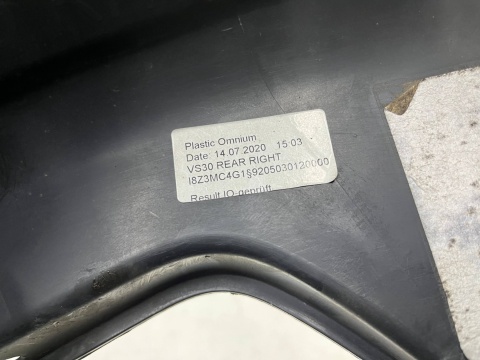 Plastic Omnium
Date: 14.07.2020 15:03
VS30 REAR RIGHT
I8Z3MC4G1§9205030120000
Result IO-geprüft